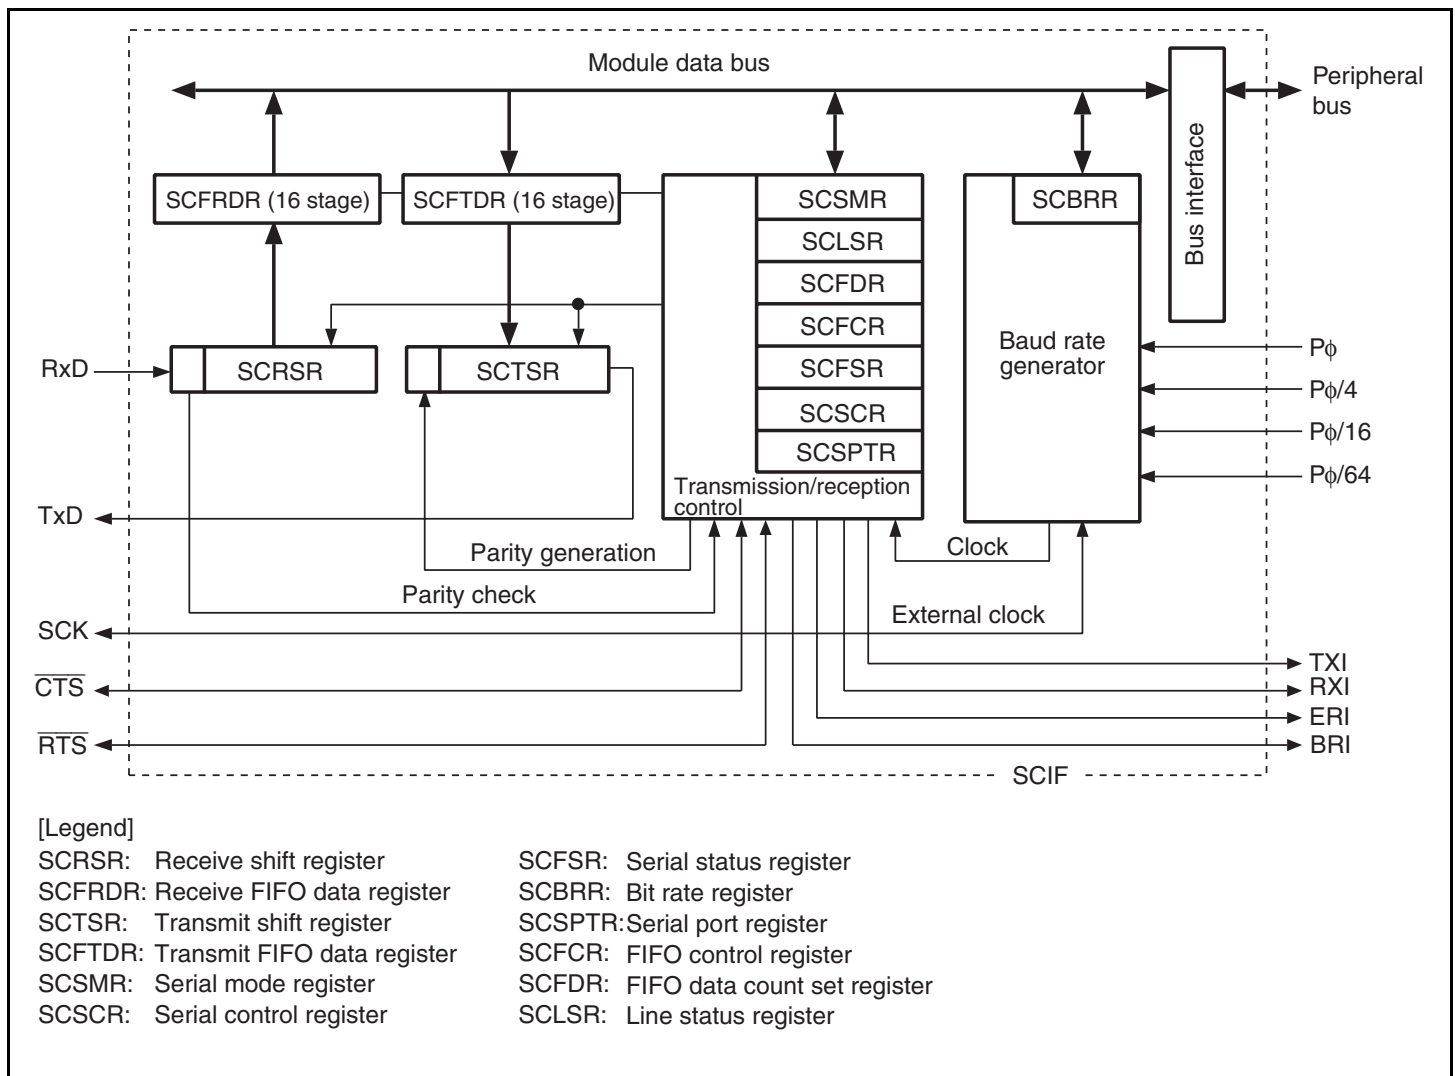 Module data bus
Peripheral
bus
Bus interface
SCFRDR (16 stage)
SCFTDR (16 stage)
SCSMR
SCLSR
SCFDR
SCFCR
SCFSR
SCSCR
SCSPTR
Transmission/reception
control
SCBRR
Baud rate
generator
RxD
SCRSR
SCTSR
Pϕ
Pϕ/4
Pϕ/16
Pϕ/64
TxD
Parity generation
Clock
Parity check
External clock
SCK
CTS
RTS
TXI
RXI
ERI
BRI
SCIF
[Legend]
SCRSR: Receive shift register
SCFRDR: Receive FIFO data register
SCTSR: Transmit shift register
SCFTDR: Transmit FIFO data register
SCSMR: Serial mode register
SCSCR: Serial control register
SCFSR: Serial status register
SCBRR: Bit rate register
SCSPTR:Serial port register
SCFCR: FIFO control register
SCFDR: FIFO data count set register
SCLSR: Line status register